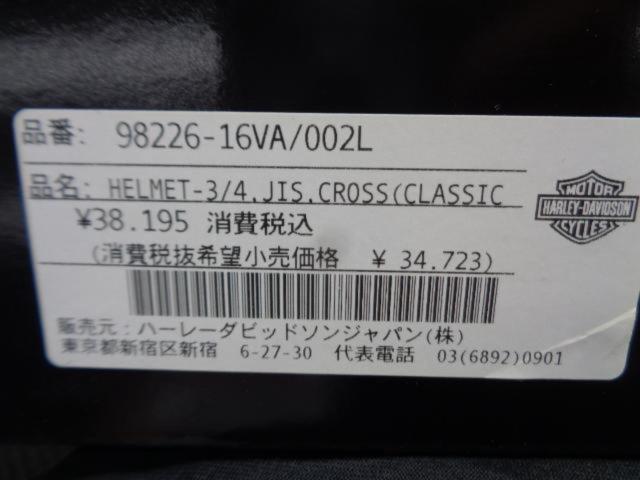 品番: 98226-16VA/002L
品名: HELMET-3/4,JIS,CROSS(CLASSIC
¥38.195 消費税込
(消費税抜希望小売価格 ¥ 34.723)
MOTOR
HARLEY-DAVIDSON
CYCLES
販売元:ハーレーダビッドソンジャパン(株)
東京都新宿区新宿 6-27-30 代表電話 03(6892)0901